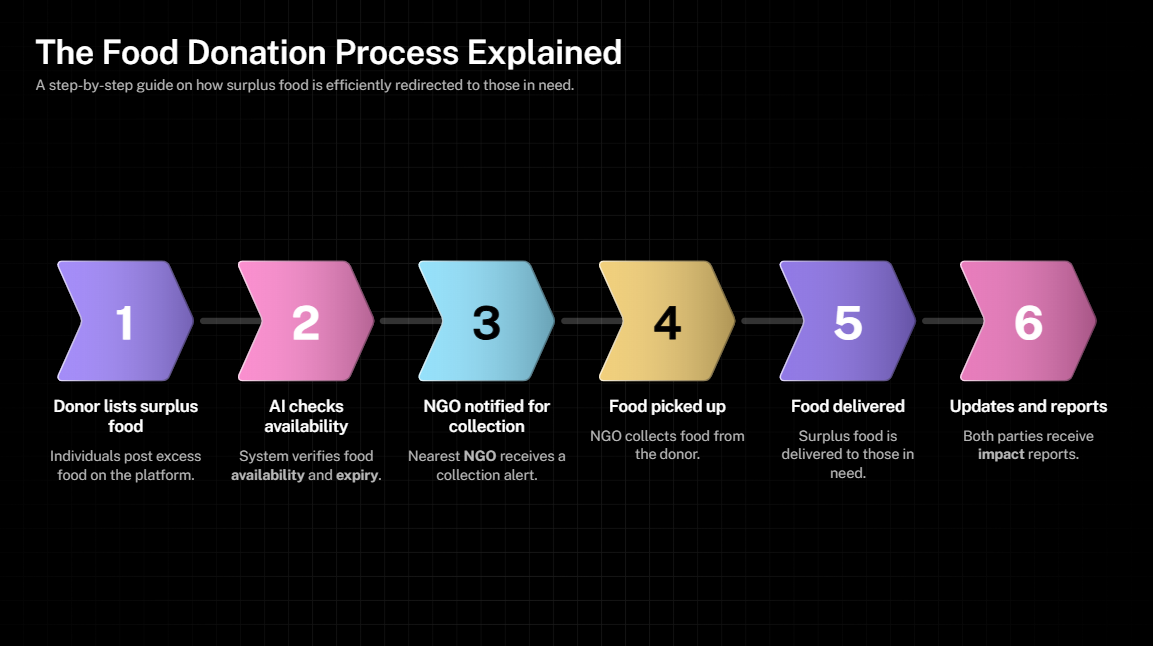 The Food Donation Process Explained
A step-by-step guide on how surplus food is efficiently redirected to those in need.
1
Donor lists surplus
food
Individuals post excess
food on the platform.
2
AI checks
availability
System verifies food
availability and expiry.
3
NGO notified for
collection
Nearest NGO receives a
collection alert.
4
Food picked up
NGO collects food from
the donor.
5
Food delivered
Surplus food is
delivered to those in
need.
6
Updates and reports
Both parties receive
impact reports.